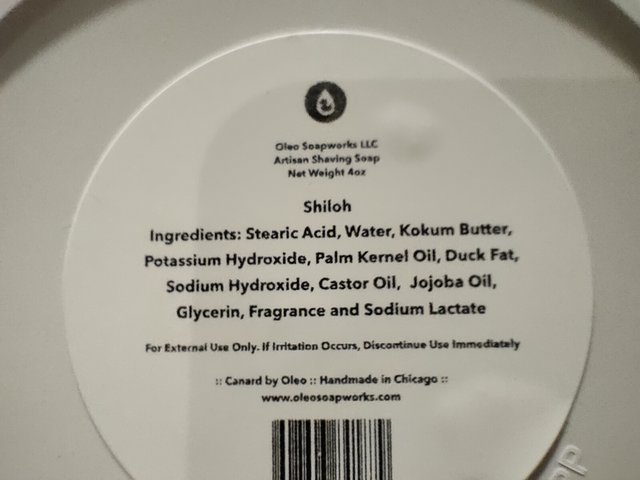 Oleo Soapworks LLC
Artisan Shaving Soap
Net Weight 4oz
Shiloh
Ingredients: Stearic Acid, Water, Kokum Butter,
Potassium Hydroxide, Palm Kernel Oil, Duck Fat,
Sodium Hydroxide, Castor Oil, Jojoba Oil,
Glycerin, Fragrance and Sodium Lactate
For External Use Only. If Irritation Occurs, Discontinue Use Immediately
:: Canard by Oleo :: Handmade in Chicago ::
www.oleosoapworks.com
PP